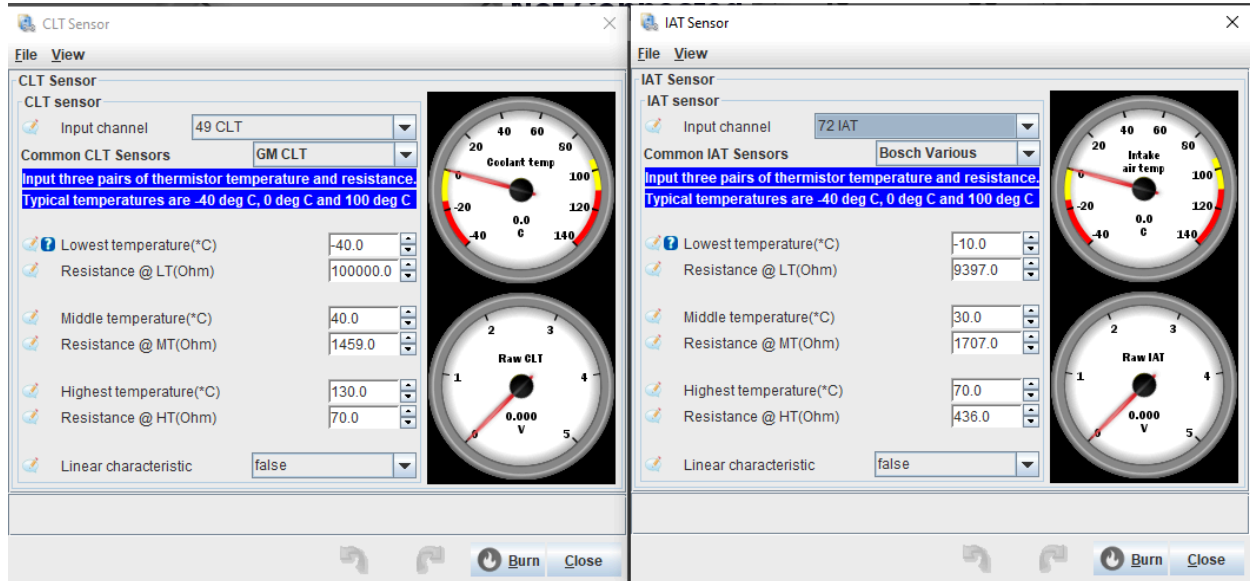 CLT Sensor
File View
CLT Sensor
CLT sensor
Input channel 49 CLT
Common CLT Sensors GM CLT
Input three pairs of thermistor temperature and resistance.
Typical temperatures are -40 deg C, 0 deg C and 100 deg C
Lowest temperature(*C) -40.0
Resistance @ LT(Ohm) 100000.0
Middle temperature(*C) 40.0
Resistance @ MT(Ohm) 1459.0
Highest temperature(*C) 130.0
Resistance @ HT(Ohm) 70.0
Linear characteristic false
-40 -20 0 20 40 60 80 100 120 140
Coolant temp
0.0
C
0 1 2 3 4 5
Raw CLT
0.000
V
Burn Close
IAT Sensor
File View
IAT Sensor
IAT sensor
Input channel 72 IAT
Common IAT Sensors Bosch Various
Input three pairs of thermistor temperature and resistance.
Typical temperatures are -40 deg C, 0 deg C and 100 deg C
Lowest temperature(*C) -10.0
Resistance @ LT(Ohm) 9397.0
Middle temperature(*C) 30.0
Resistance @ MT(Ohm) 1707.0
Highest temperature(*C) 70.0
Resistance @ HT(Ohm) 436.0
Linear characteristic false
-40 -20 0 20 40 60 80 100 120 140
Intake
air temp
0.0
C
0 1 2 3 4 5
Raw IAT
0.000
V
Burn Close